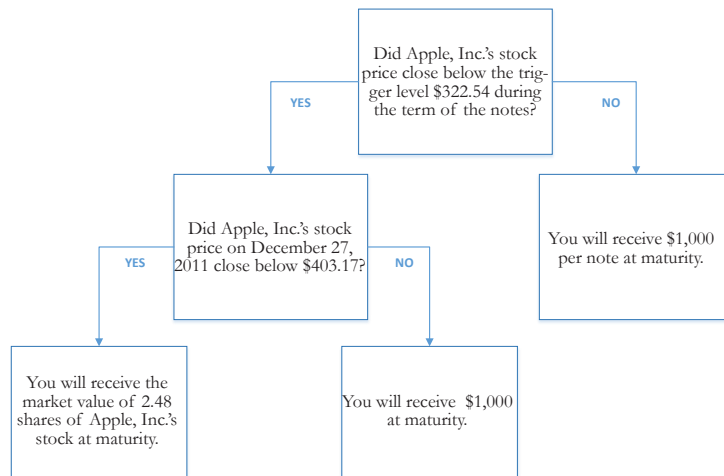 Did Apple, Inc.'s stock
price close below the trig-
ger level $322.54 during
the term of the notes?
YES
NO
Did Apple, Inc.'s stock
price on December 27,
2011 close below $403.17?
You will receive $1,000
per note at maturity.
YES
NO
You will receive the
market value of 2.48
shares of Apple, Inc.'s
stock at maturity.
You will receive $1,000
at maturity.